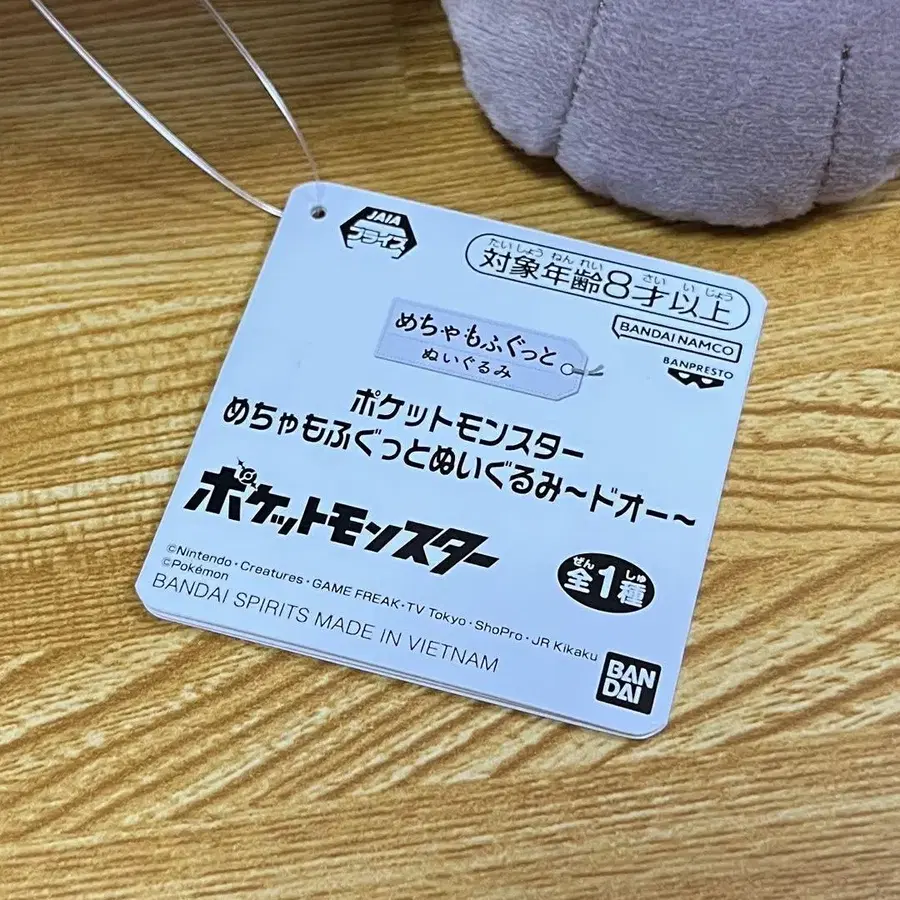 JAIA
プライズ
たいしょうねんれい さいいじょう
対象年齢8才以上
めちゃもふぐっと
ぬいぐるみ
BANDAI NAMCO
BANPRESTO
ポケットモンスター
めちゃもふぐっとぬいぐるみ〜ドオー〜
ポケットモンスター
ぜん しゅ
全1種
©Nintendo・Creatures・GAME FREAK・TV Tokyo・ShoPro・JR Kikaku
©Pokémon
BANDAI SPIRITS MADE IN VIETNAM
BAN
DAI